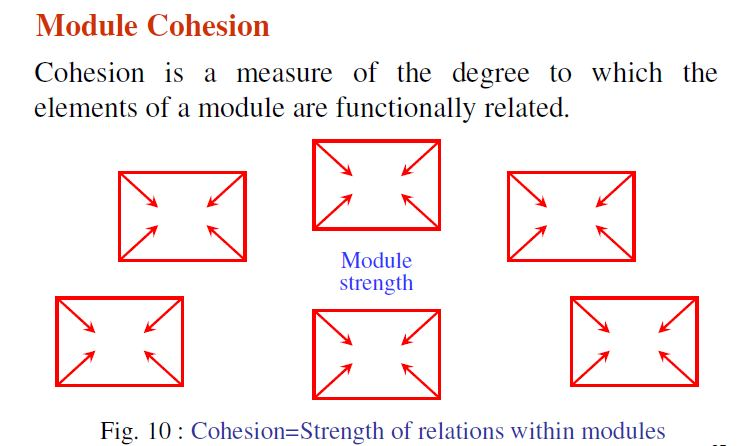 Module Cohesion
Cohesion is a measure of the degree to which the
elements of a module are functionally related.
Module
strength
Fig. 10 : Cohesion=Strength of relations within modules